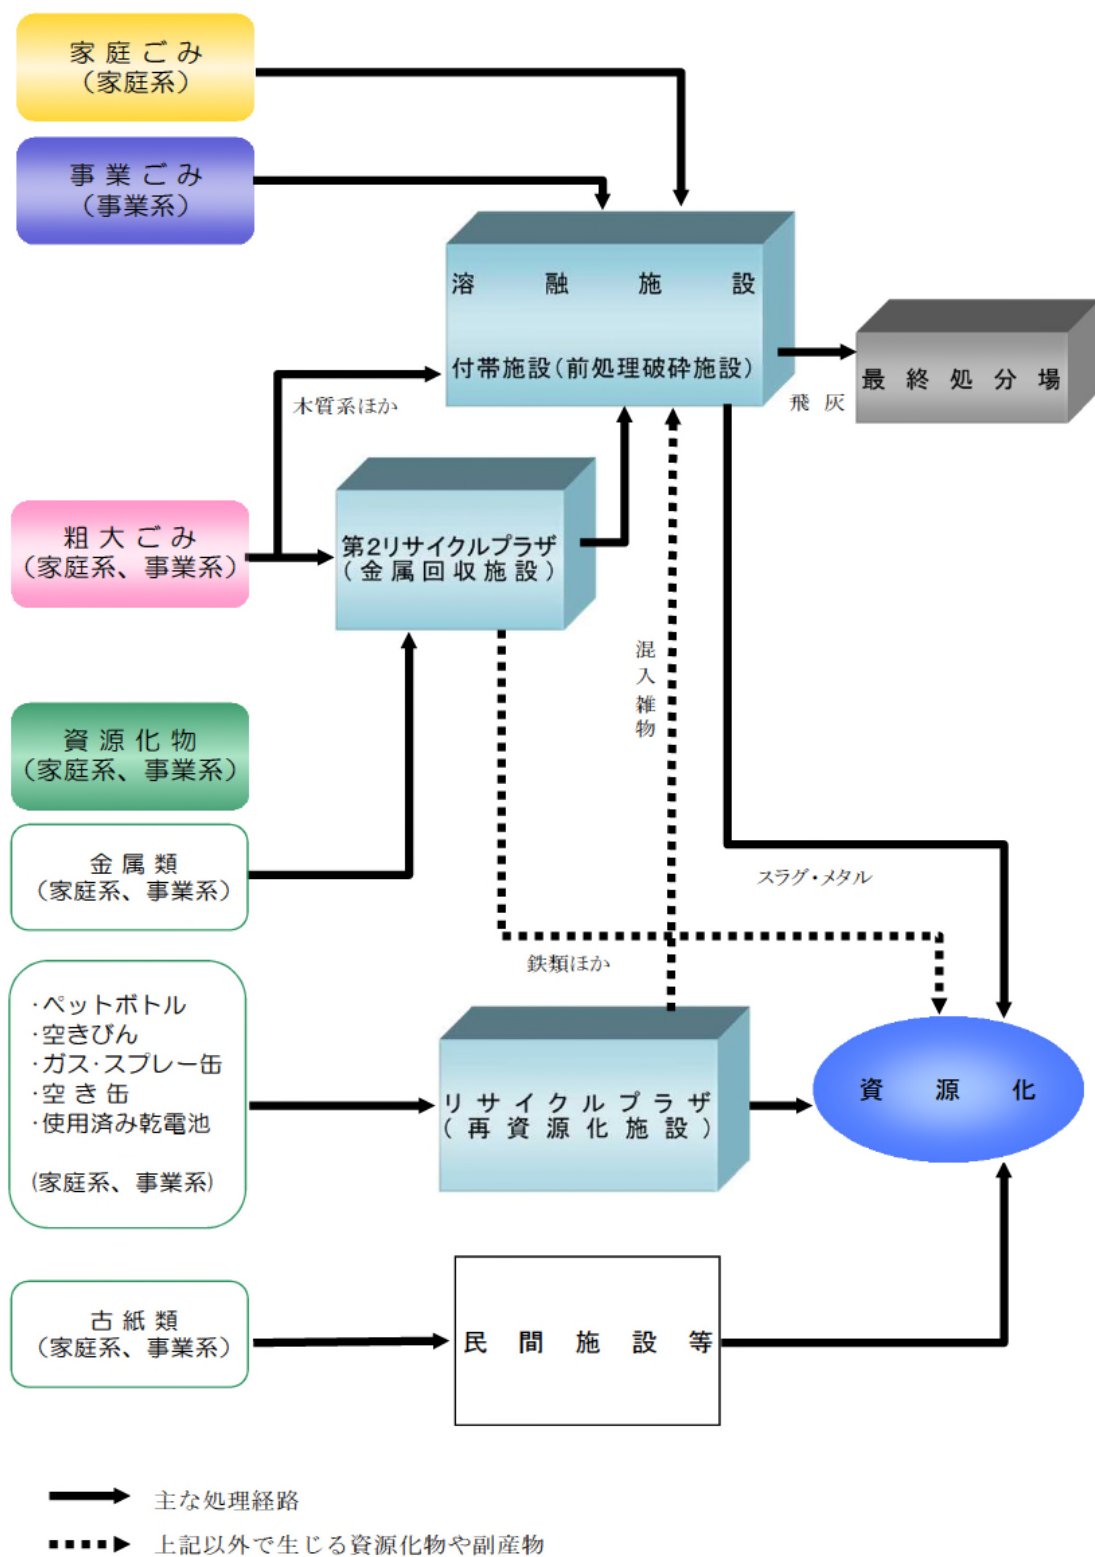 家庭ごみ
（家庭系）
事業ごみ
（事業系）
溶融施設
付帯施設（前処理破砕施設）
最終処分場
飛灰
木質系ほか
粗大ごみ
（家庭系、事業系）
第2リサイクルプラザ
（金属回収施設）
混入雑物
資源化物
（家庭系、事業系）
金属類
（家庭系、事業系）
スラグ・メタル
鉄類ほか
・ペットボトル
・空きびん
・ガス・スプレー缶
・空き缶
・使用済み乾電池
（家庭系、事業系）
リサイクルプラザ
（再資源化施設）
資源化
古紙類
（家庭系、事業系）
民間施設等
主な処理経路
上記以外で生じる資源化物や副産物